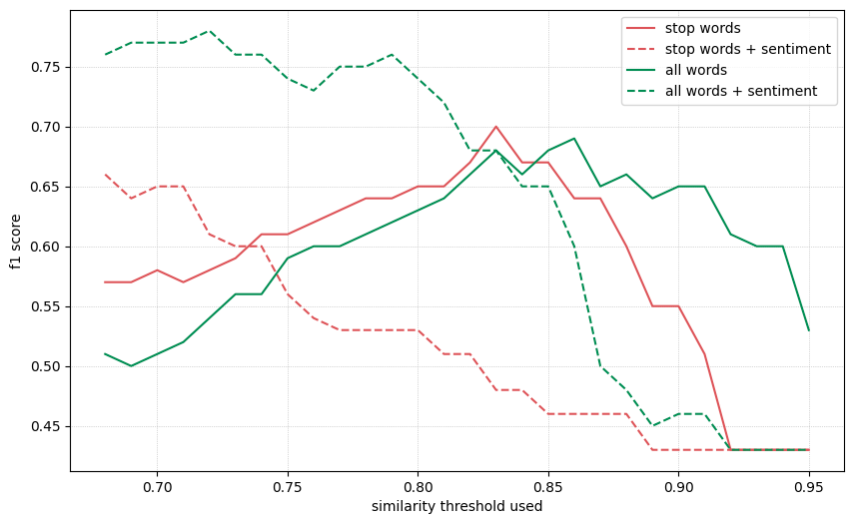 stop words
stop words + sentiment
all words
all words + sentiment
f1 score
0.75
0.70
0.65
0.60
0.55
0.50
0.45
0.70 0.75 0.80 0.85 0.90 0.95
similarity threshold used